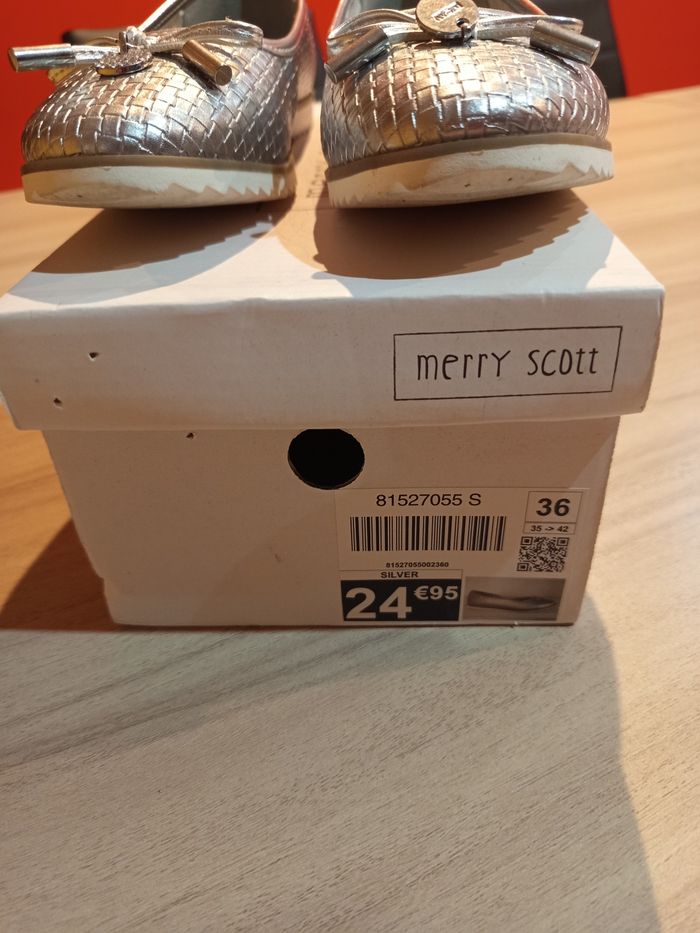 merry scott
81527055 S
36
35 -> 42
81527055002360
SILVER
24 €95